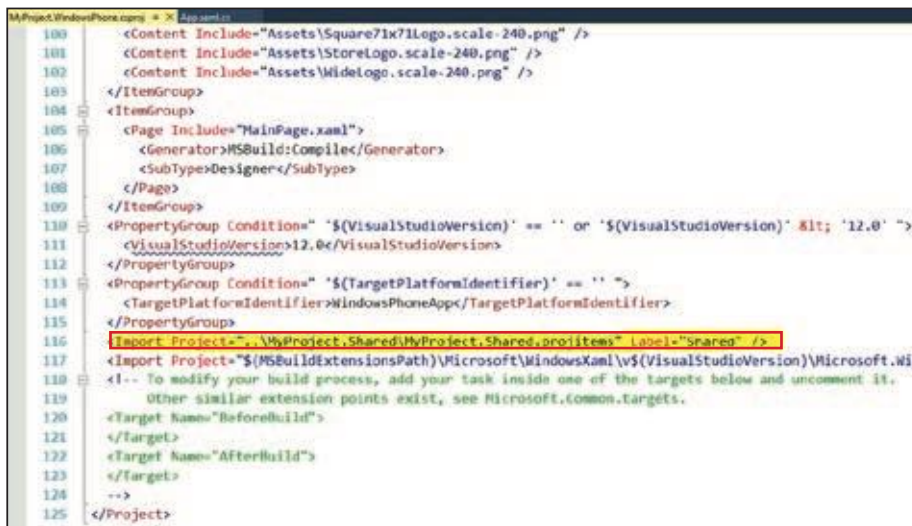 MyProject.WindowsPhone.csproj App.xaml.cs
100 <Content Include="Assets\Square71x71Logo.scale-240.png" />
101 <Content Include="Assets\StoreLogo.scale-240.png" />
102 <Content Include="Assets\WideLogo.scale-240.png" />
103 </ItemGroup>
104 <ItemGroup>
105 <Page Include="MainPage.xaml">
106 <Generator>MSBuild:Compile</Generator>
107 <SubType>Designer</SubType>
108 </Page>
109 </ItemGroup>
110 <PropertyGroup Condition=" '$(VisualStudioVersion)' == '' or '$(VisualStudioVersion)' &lt; '12.0' ">
111 <VisualStudioVersion>12.0</VisualStudioVersion>
112 </PropertyGroup>
113 <PropertyGroup Condition=" '$(TargetPlatformIdentifier)' == '' ">
114 <TargetPlatformIdentifier>WindowsPhoneApp</TargetPlatformIdentifier>
115 </PropertyGroup>
116 <Import Project="..\MyProject.Shared\MyProject.Shared.projitems" Label="Shared" />
117 <Import Project="$(MSBuildExtensionsPath)\Microsoft\WindowsXaml\v$(VisualStudioVersion)\Microsoft.Wi
118 <!-- To modify your build process, add your task inside one of the targets below and uncomment it.
119 Other similar extension points exist, see Microsoft.Common.targets.
120 <Target Name="BeforeBuild">
121 </Target>
122 <Target Name="AfterBuild">
123 </Target>
124 -->
125 </Project>